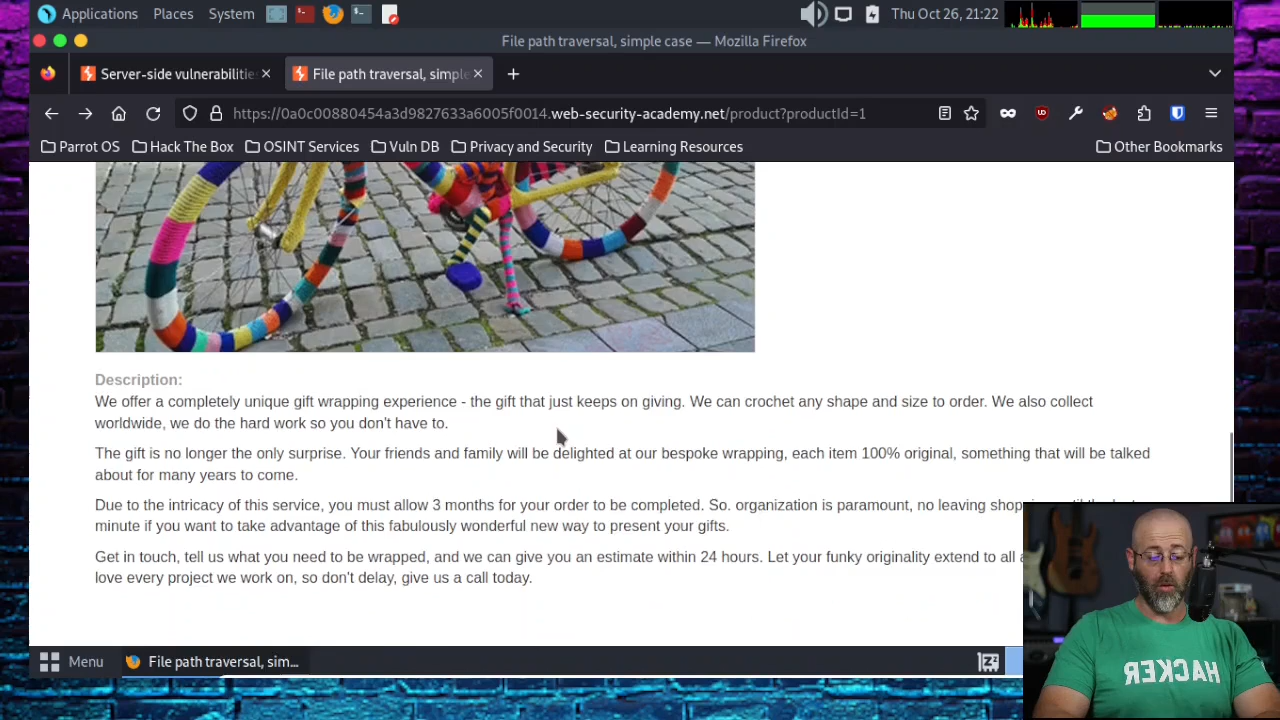 Applications Places System Thu Oct 26, 21:22
File path traversal, simple case — Mozilla Firefox
Server-side vulnerabilities File path traversal, simple
https://0a0c00880454a3d9827633a6005f0014.web-security-academy.net/product?productId=1
Parrot OS Hack The Box OSINT Services Vuln DB Privacy and Security Learning Resources Other Bookmarks
Description:
We offer a completely unique gift wrapping experience - the gift that just keeps on giving. We can crochet any shape and size to order. We also collect
worldwide, we do the hard work so you don't have to.
The gift is no longer the only surprise. Your friends and family will be delighted at our bespoke wrapping, each item 100% original, something that will be talked
about for many years to come.
Due to the intricacy of this service, you must allow 3 months for your order to be completed. So. organization is paramount, no leaving
minute if you want to take advantage of this fabulously wonderful new way to present your gifts.
Get in touch, tell us what you need to be wrapped, and we can give you an estimate within 24 hours. Let your funky originality extend to all
love every project we work on, so don't delay, give us a call today.
HACKER
Menu File path traversal, sim...